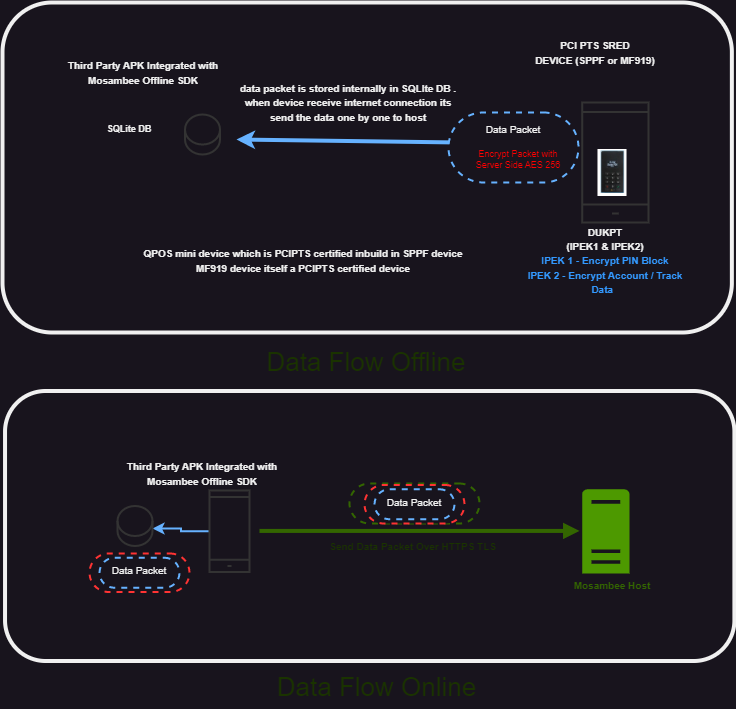 PCI PTS SRED
DEVICE (SPPF or MF919)
Third Party APK Integrated with
Mosambee Offline SDK
data packet is stored internally in SQLIte DB .
when device receive internet connection its
send the data one by one to host
SQLite DB
Data Packet
Encrypt Packet with
Server Side AES 256
DUKPT
(IPEK1 & IPEK2)
IPEK 1 - Encrypt PIN Block
IPEK 2 - Encrypt Account / Track
Data
QPOS mini device which is PCIPTS certified inbuild in SPPF device
MF919 device itself a PCIPTS certified device
Data Flow Offline
Third Party APK Integrated with
Mosambee Offline SDK
Data Packet
Send Data Packet Over HTTPS TLS
Data Packet
Mosambee Host
Data Flow Online